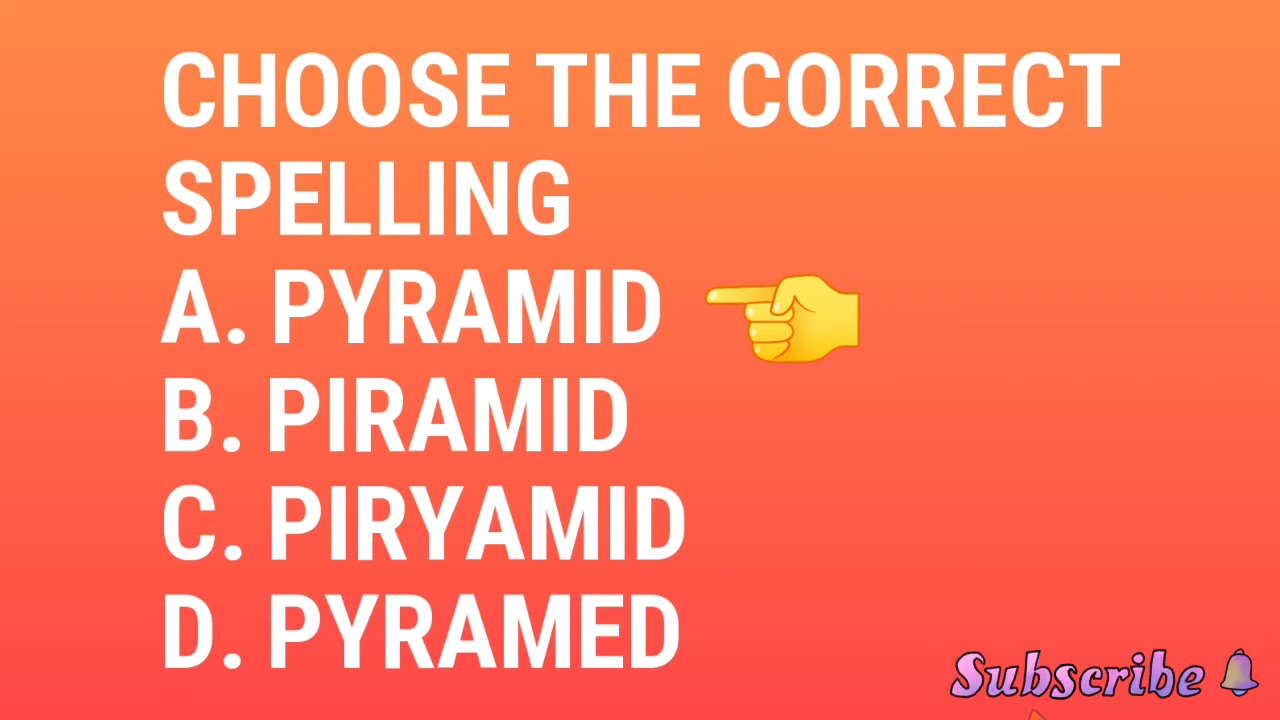 CHOOSE THE CORRECT
SPELLING
A. PYRAMID
B. PIRAMID
C. PIRYAMID
D. PYRAMED
Subscribe